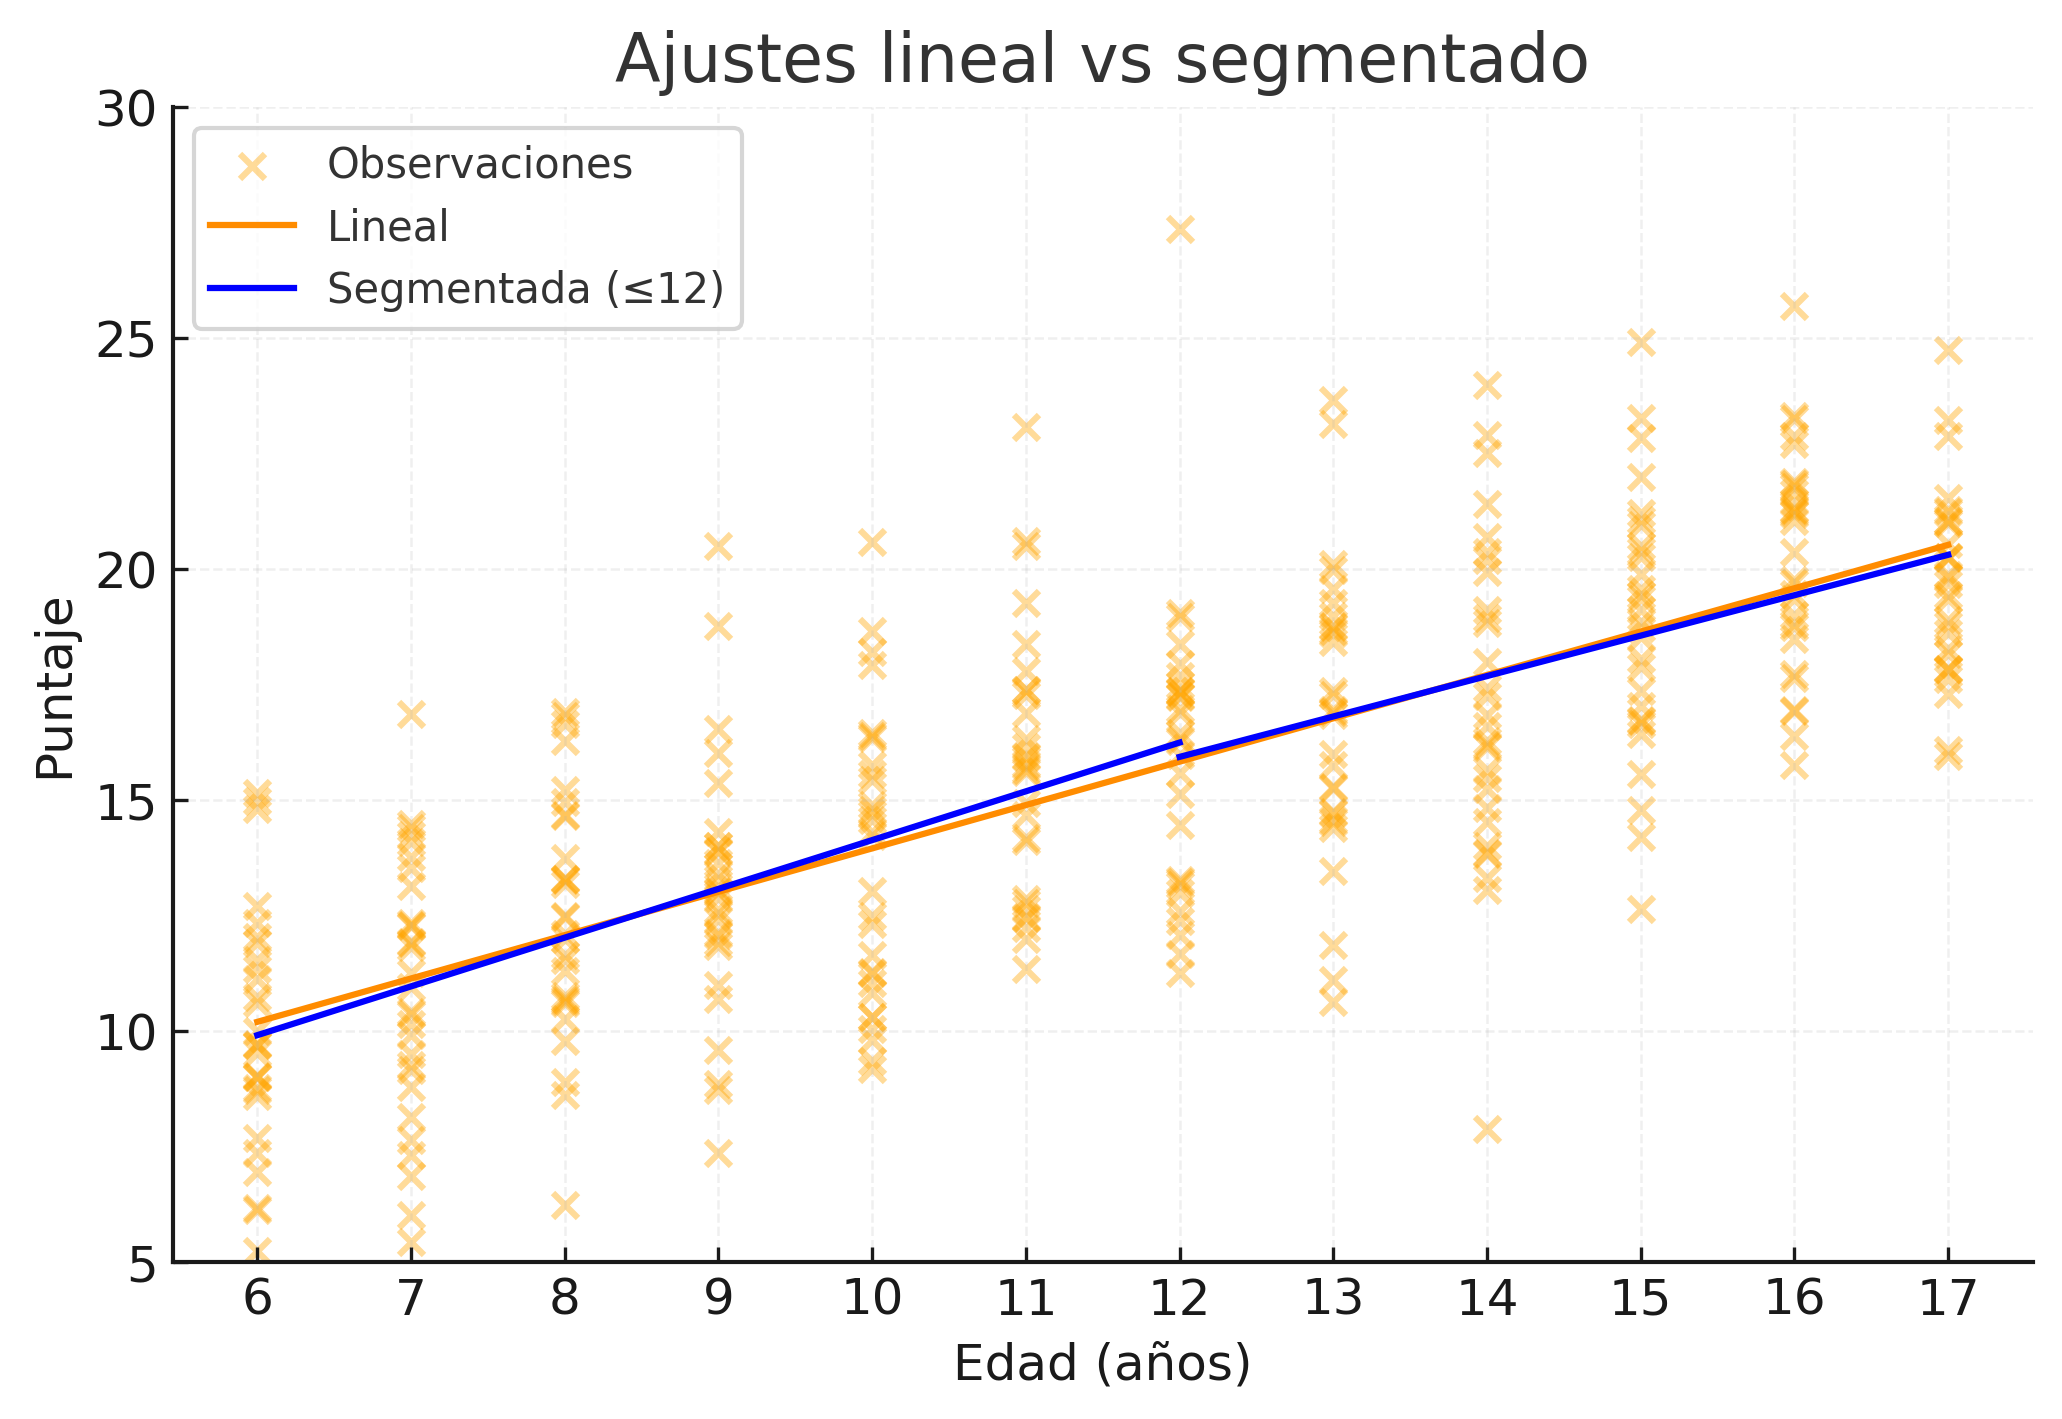 Ajustes lineal vs segmentado
30
25
20
15
10
5
Puntaje
Observaciones
Lineal
Segmentada (≤12)
6 7 8 9 10 11 12 13 14 15 16 17
Edad (años)